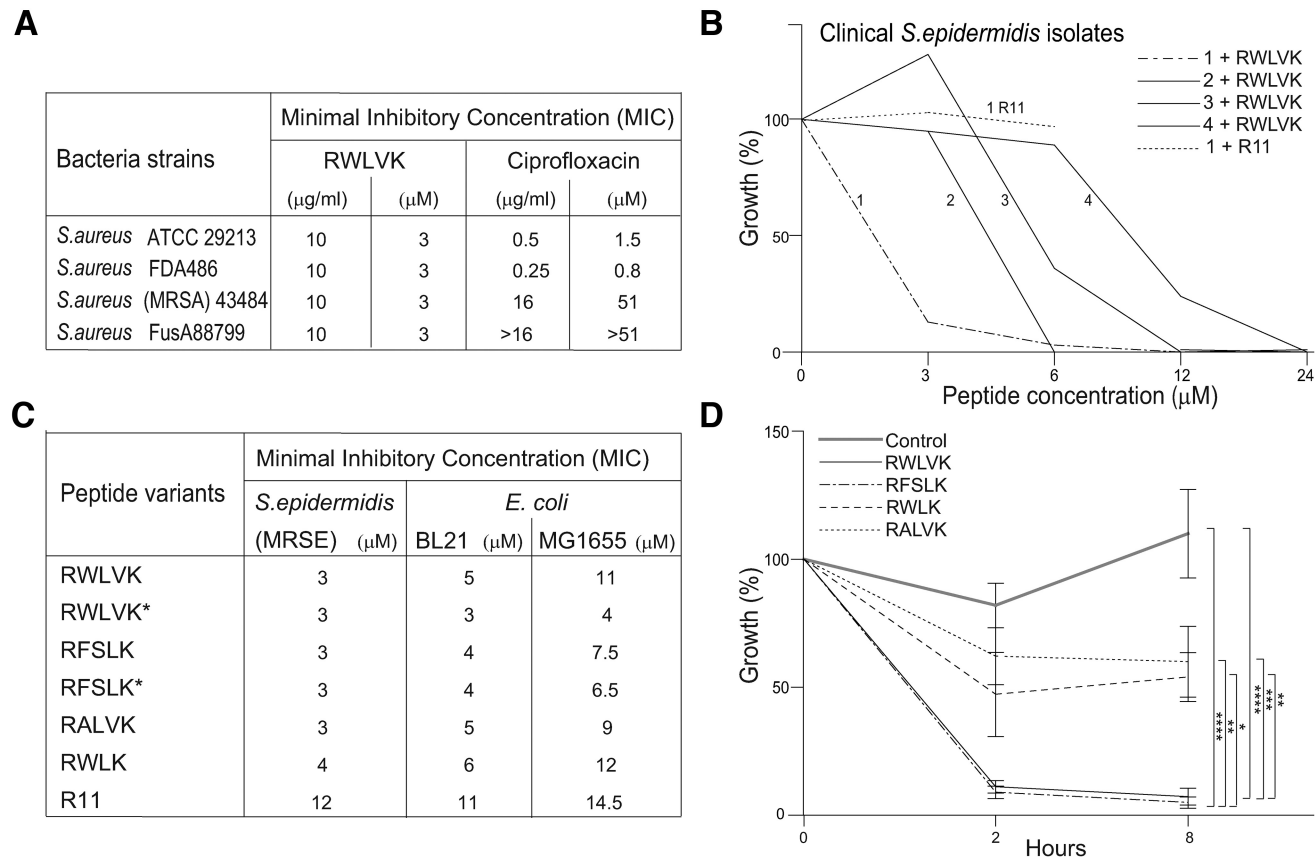 A
Minimal Inhibitory Concentration (MIC)
Bacteria strains
RWLVK Ciprofloxacin
(µg/ml) (µM) (µg/ml) (µM)
S.aureus ATCC 29213 10 3 0.5 1.5
S.aureus FDA486 10 3 0.25 0.8
S.aureus (MRSA) 43484 10 3 16 51
S.aureus FusA88799 10 3 >16 >51
B
Clinical S.epidermidis isolates
1 + RWLVK
2 + RWLVK
3 + RWLVK
4 + RWLVK
1 + R11
1 R11
1 2 3 4
Growth (%)
100
50
0
0 3 6 12 24
Peptide concentration (µM)
C
Minimal Inhibitory Concentration (MIC)
Peptide variants
S.epidermidis E. coli
(MRSE) (µM) BL21 (µM) MG1655 (µM)
RWLVK 3 5 11
RWLVK* 3 3 4
RFSLK 3 4 7.5
RFSLK* 3 4 6.5
RALVK 3 5 9
RWLK 4 6 12
R11 12 11 14.5
D
Control
RWLVK
RFSLK
RWLK
RALVK
Growth (%)
150
100
50
0
0 2 8
Hours
****
**
*
****
***
**